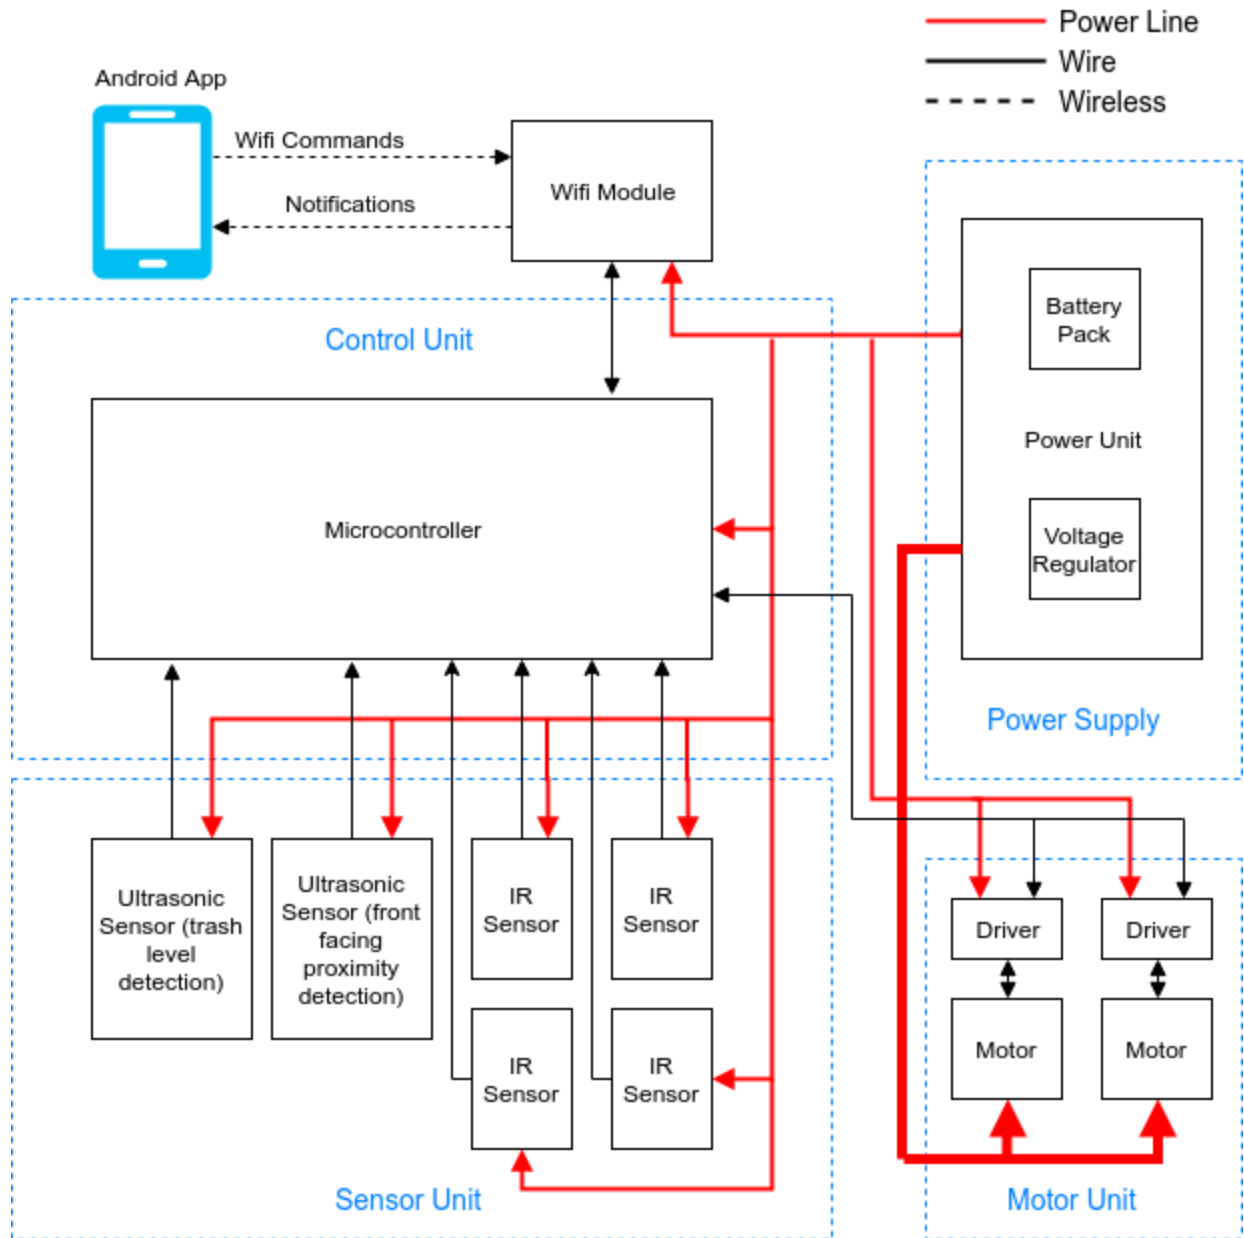 Power Line
Wire
Wireless
Android App
Wifi Commands
Notifications
Wifi Module
Control Unit
Microcontroller
Battery
Pack
Power Unit
Voltage
Regulator
Power Supply
Ultrasonic
Sensor (trash
level
detection)
Ultrasonic
Sensor (front
facing
proximity
detection)
IR
Sensor
IR
Sensor
IR
Sensor
IR
Sensor
Sensor Unit
Driver
Driver
Motor
Motor
Motor Unit